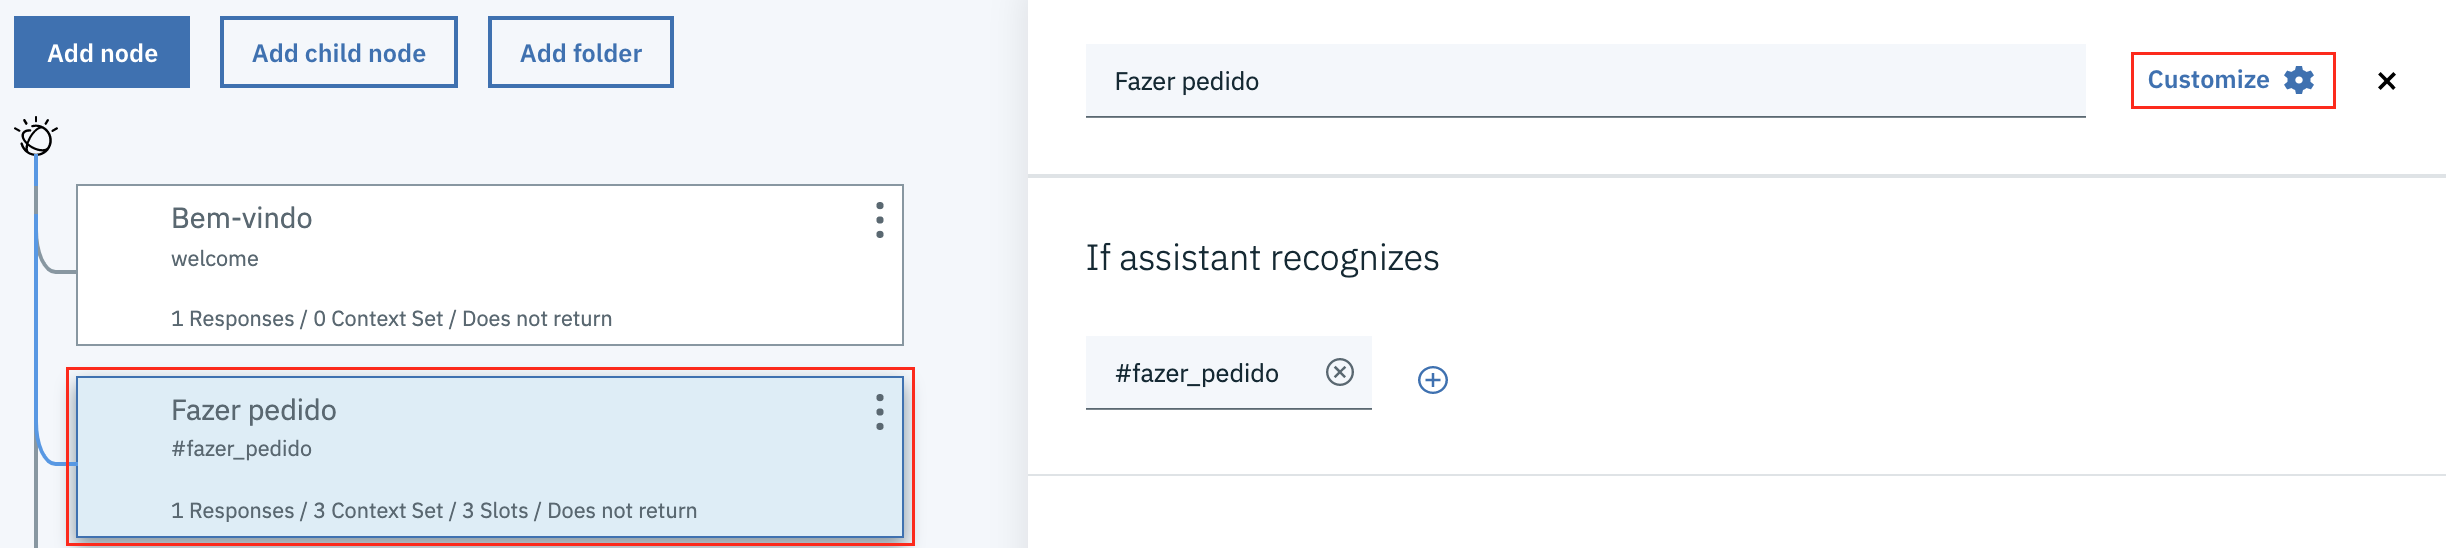 Add node
Add child node
Add folder
Bem-vindo
welcome
1 Responses / 0 Context Set / Does not return
Fazer pedido
#fazer_pedido
1 Responses / 3 Context Set / 3 Slots / Does not return
Fazer pedido
Customize
If assistant recognizes
#fazer_pedido